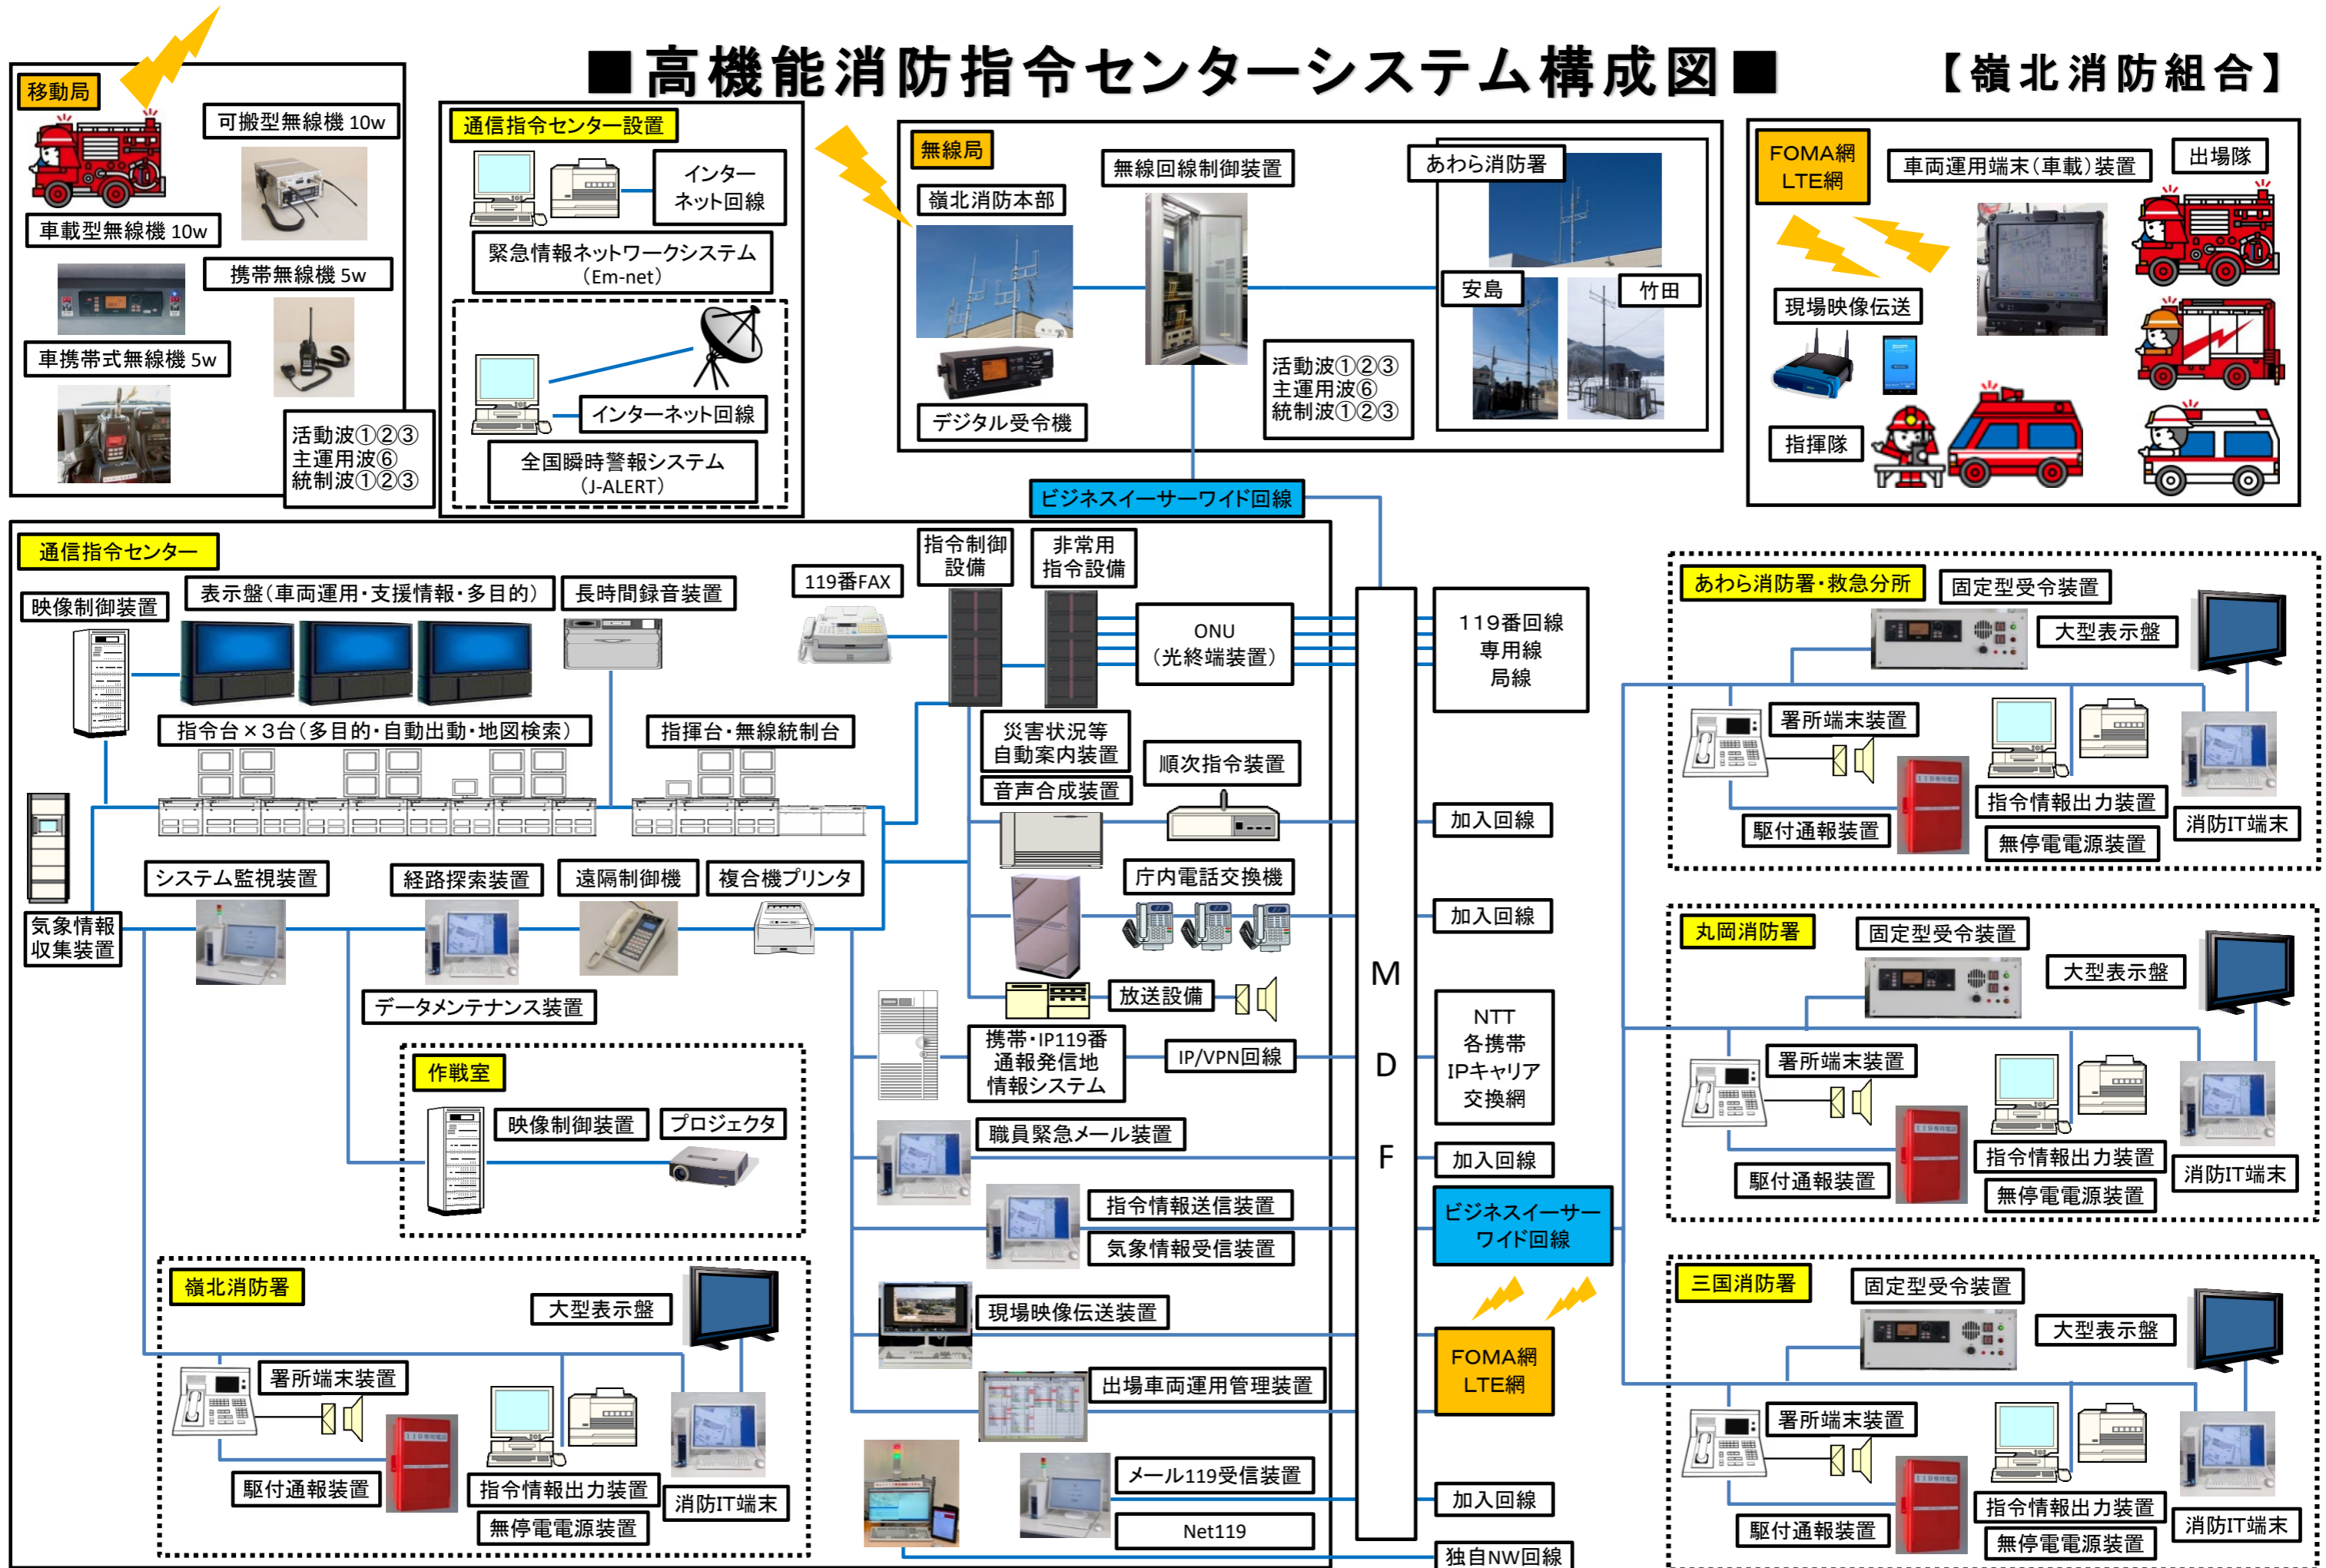 ■高機能消防指令センターシステム構成図■
【嶺北消防組合】
移動局
可搬型無線機 10w
車載型無線機 10w
携帯無線機 5w
車携帯式無線機 5w
活動波①②③
主運用波⑥
統制波①②③
通信指令センター設置
インター
ネット回線
緊急情報ネットワークシステム
(Em-net)
インターネット回線
全国瞬時警報システム
(J-ALERT)
無線局
嶺北消防本部
無線回線制御装置
あわら消防署
安島
竹田
デジタル受令機
活動波①②③
主運用波⑥
統制波①②③
FOMA網
LTE網
車両運用端末(車載)装置
出場隊
現場映像伝送
zoom
指揮隊
ビジネスイーサーワイド回線
通信指令センター
映像制御装置
表示盤(車両運用・支援情報・多目的)
長時間録音装置
119番FAX
指令制御
設備
非常用
指令設備
ONU
(光終端装置)
119番回線
専用線
局線
指令台×3台(多目的・自動出動・地図検索)
指揮台・無線統制台
災害状況等
自動案内装置
音声合成装置
順次指令装置
加入回線
気象情報
収集装置
システム監視装置
経路探索装置
遠隔制御機
複合機プリンタ
データメンテナンス装置
庁内電話交換機
加入回線
放送設備
携帯・IP119番
通報発信地
情報システム
IP/VPN回線
NTT
各携帯
IPキャリア
交換網
M
D
F
作戦室
映像制御装置
プロジェクタ
職員緊急メール装置
加入回線
指令情報送信装置
気象情報受信装置
ビジネスイーサー
ワイド回線
現場映像伝送装置
出場車両運用管理装置
FOMA網
LTE網
メール119受信装置
Net119
加入回線
独自NW回線
嶺北消防署
大型表示盤
署所端末装置
119専用電話
駆付通報装置
指令情報出力装置
無停電電源装置
消防IT端末
あわら消防署・救急分所
固定型受令装置
大型表示盤
署所端末装置
119専用電話
駆付通報装置
指令情報出力装置
無停電電源装置
消防IT端末
丸岡消防署
固定型受令装置
大型表示盤
署所端末装置
119専用電話
駆付通報装置
指令情報出力装置
無停電電源装置
消防IT端末
三国消防署
固定型受令装置
大型表示盤
署所端末装置
119専用電話
駆付通報装置
指令情報出力装置
無停電電源装置
消防IT端末